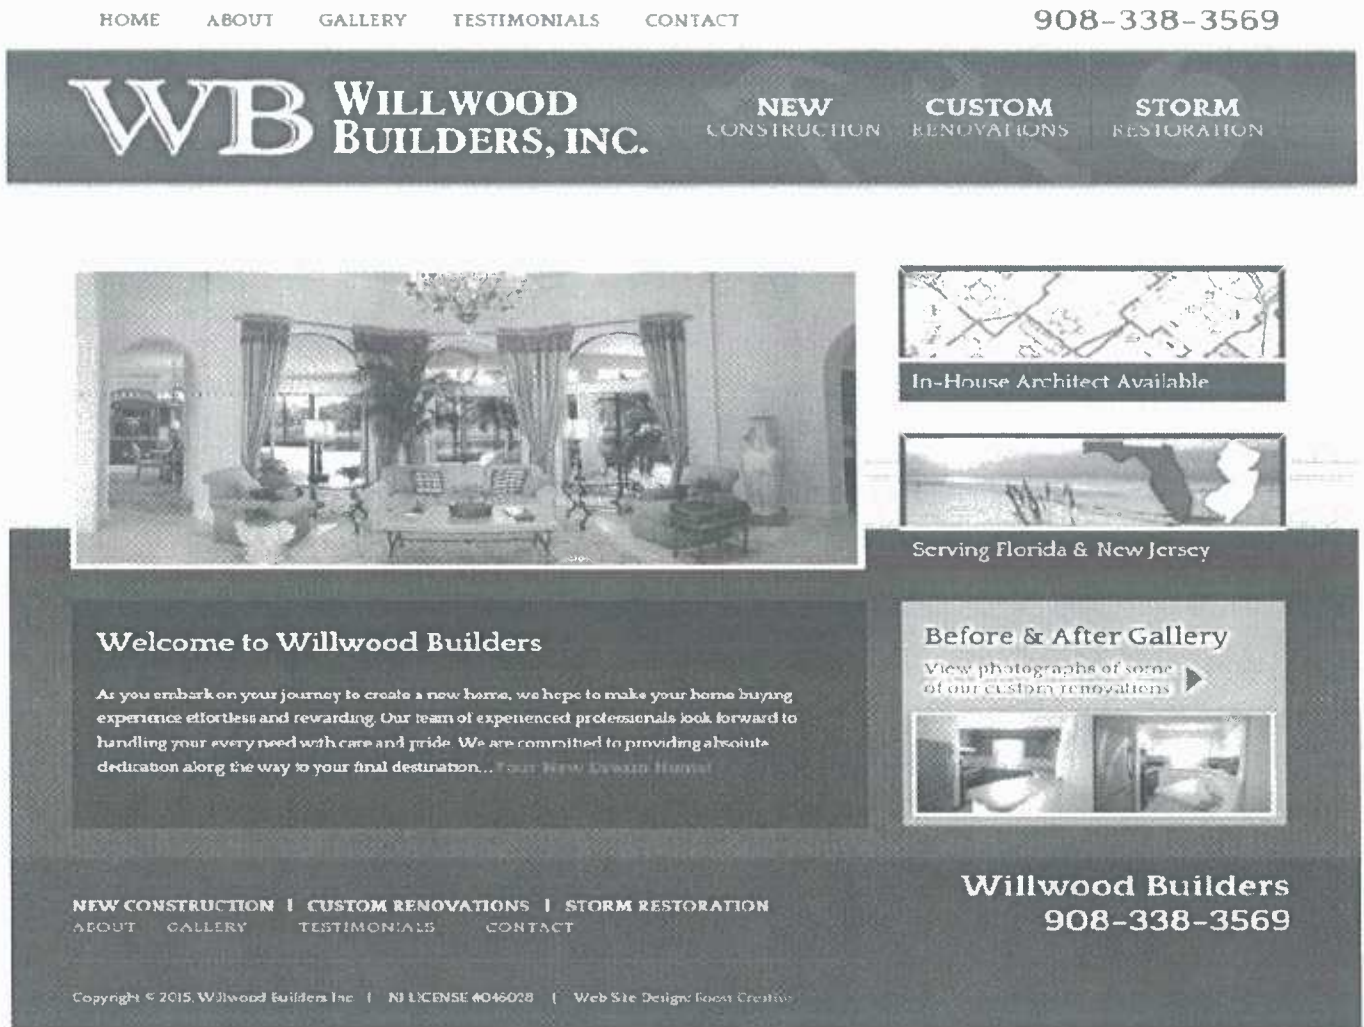 HOME ABOUT GALLERY TESTIMONIALS CONTACT 908-338-3569
WB WILLWOOD BUILDERS, INC.
NEW CONSTRUCTION
CUSTOM RENOVATIONS
STORM RESTORATION
In-House Architect Available
Serving Florida & New Jersey
Welcome to Willwood Builders
As you embark on your journey to create a new home, we hope to make your home buying
experience effortless and rewarding. Our team of experienced professionals look forward to
handling your every need with care and pride. We are committed to providing absolute
dedication along the way to your final destination... Your New Dream Home!
Before & After Gallery
View photographs of some
of our custom renovations
NEW CONSTRUCTION | CUSTOM RENOVATIONS | STORM RESTORATION
ABOUT GALLERY TESTIMONIALS CONTACT
Willwood Builders
908-338-3569
Copyright © 2015, Willwood Builders Inc | NJ LICENSE #046028 | Web Site Design: Creative